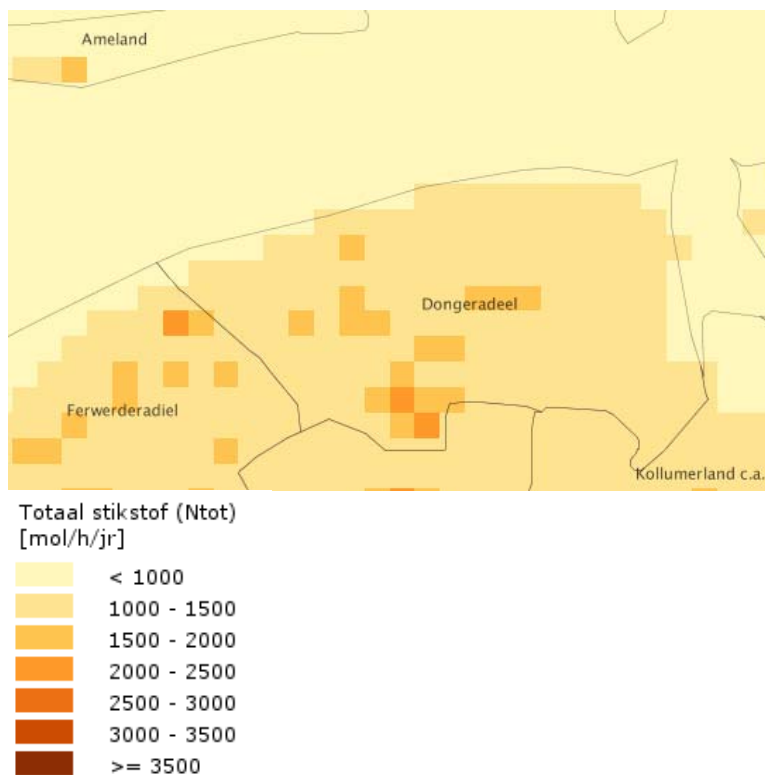 Ameland
Dongeradeel
Ferwerderadiel
Kollumerland c.a.
Totaal stikstof (Ntot)
[mol/h/jr]
< 1000
1000 - 1500
1500 - 2000
2000 - 2500
2500 - 3000
3000 - 3500
>= 3500